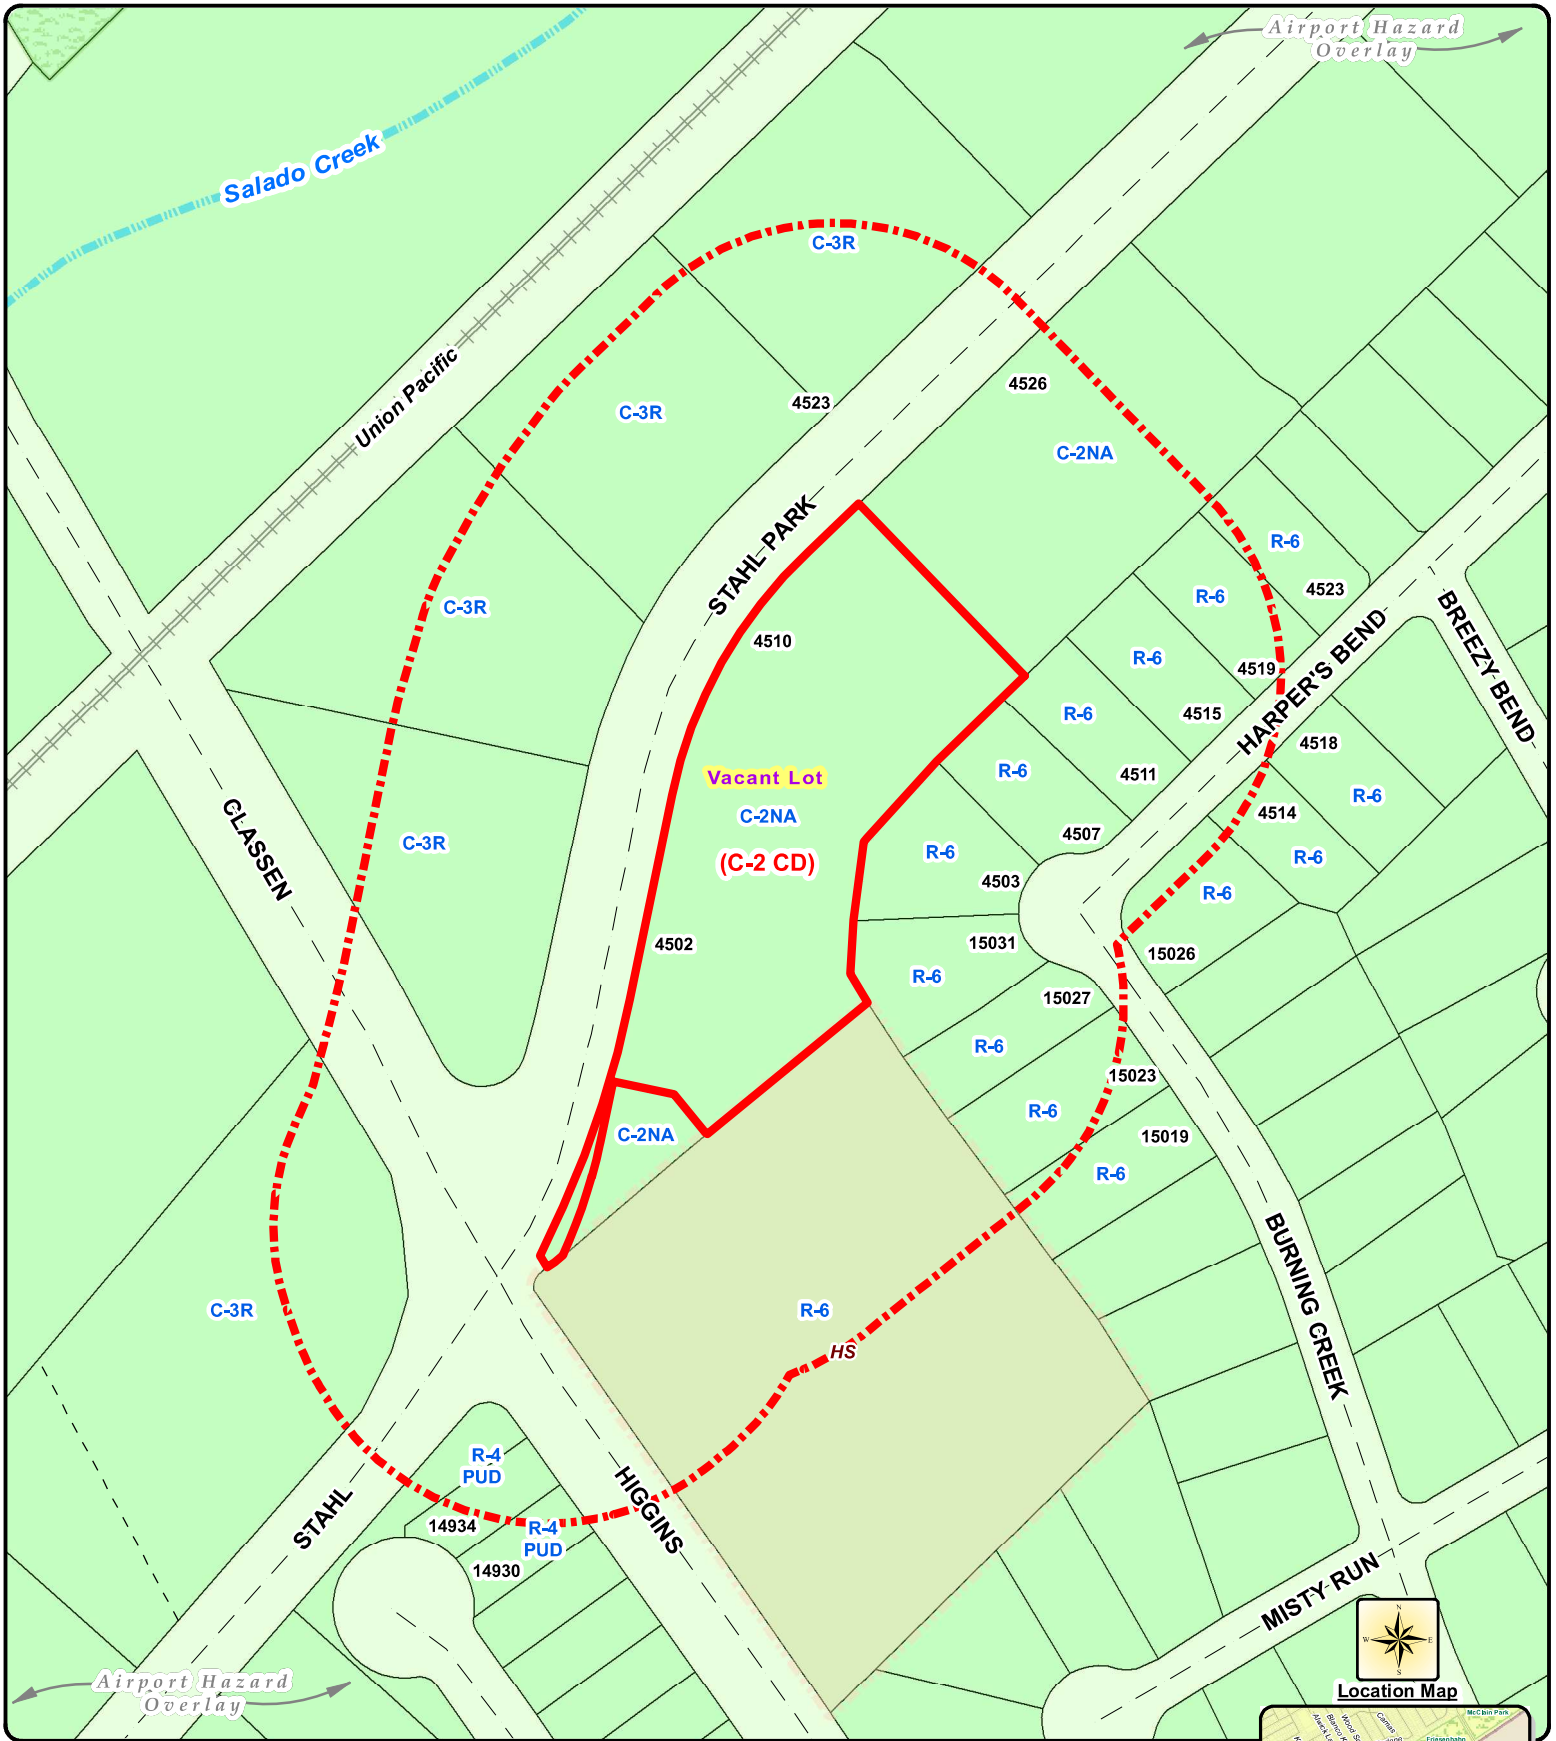 Airport Hazard
Overlay
Salado Creek
C-3R
Union Pacific
4526
4523
C-3R
C-2NA
STAHL PARK
R-6
4523
R-6
BREEZY BEND
C-3R
4510
HARPER'S BEND
R-6
4519
R-6
4515
4518
Vacant Lot
R-6
4511
R-6
C-2NA
4514
CLASSEN
C-3R
4507
(C-2 CD)
R-6
R-6
4503
R-6
4502
15031
15026
R-6
15027
R-6
15023
R-6
C-2NA
15019
R-6
BURNING CREEK
C-3R
R-6
HS
R-4
PUD
STAHL
HIGGINS
14934
R-4
PUD
14930
MISTY RUN
N
W
E
S
Airport Hazard
Overlay
Location Map
McClain Park
Friesenhahn